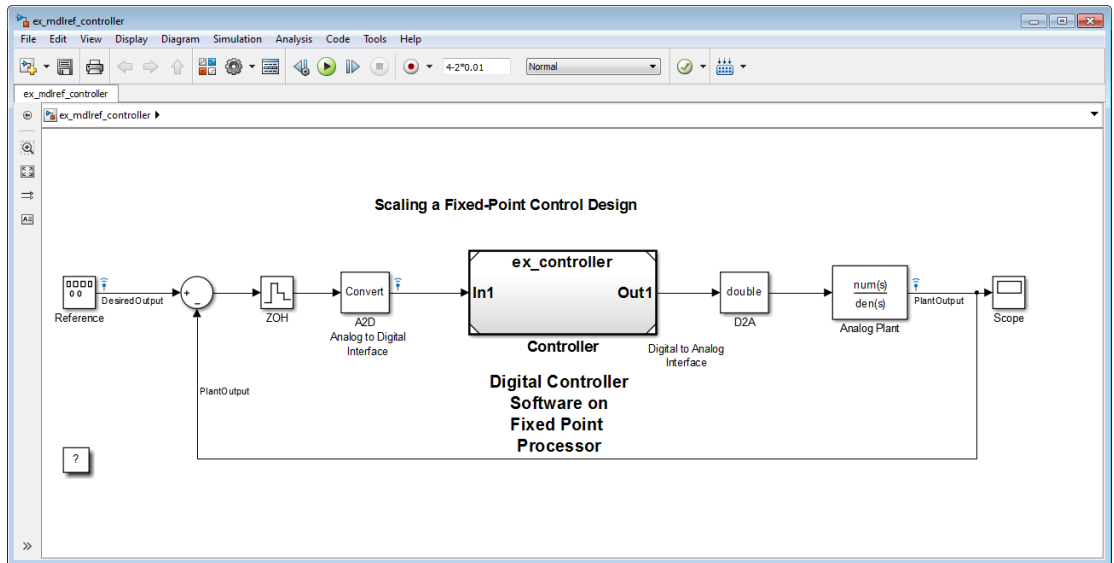 ex_mdlref_controller
File Edit View Display Diagram Simulation Analysis Code Tools Help
4-2*0.01 Normal
ex_mdlref_controller
ex_mdlref_controller
Scaling a Fixed-Point Control Design
Reference
DesiredOutput
+
-
ZOH
Convert
A2D
Analog to Digital
Interface
ex_controller
In1 Out1
Controller
Digital Controller
Software on
Fixed Point
Processor
double
D2A
Digital to Analog
Interface
num(s)
den(s)
Analog Plant
PlantOutput
Scope
PlantOutput
?